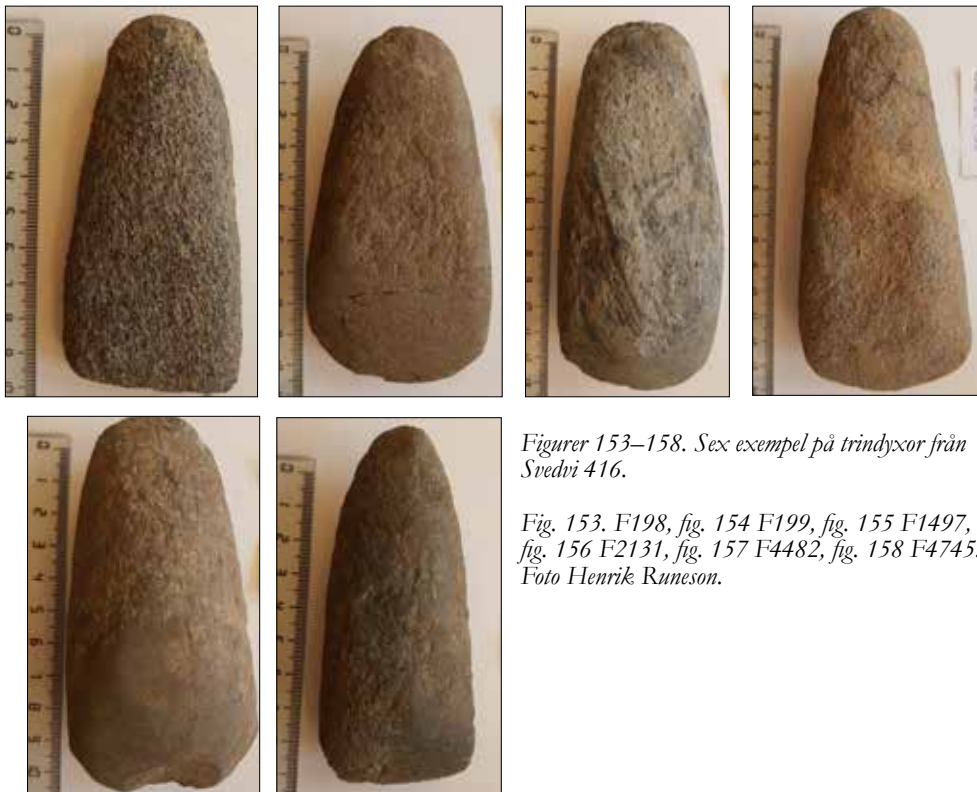 Figurer 153–158. Sex exempel på trindyxor från
Svedvi 416.
Fig. 153. F198, fig. 154 F199, fig. 155 F1497,
fig. 156 F2131, fig. 157 F4482, fig. 158 F4745.
Foto Henrik Runeson.